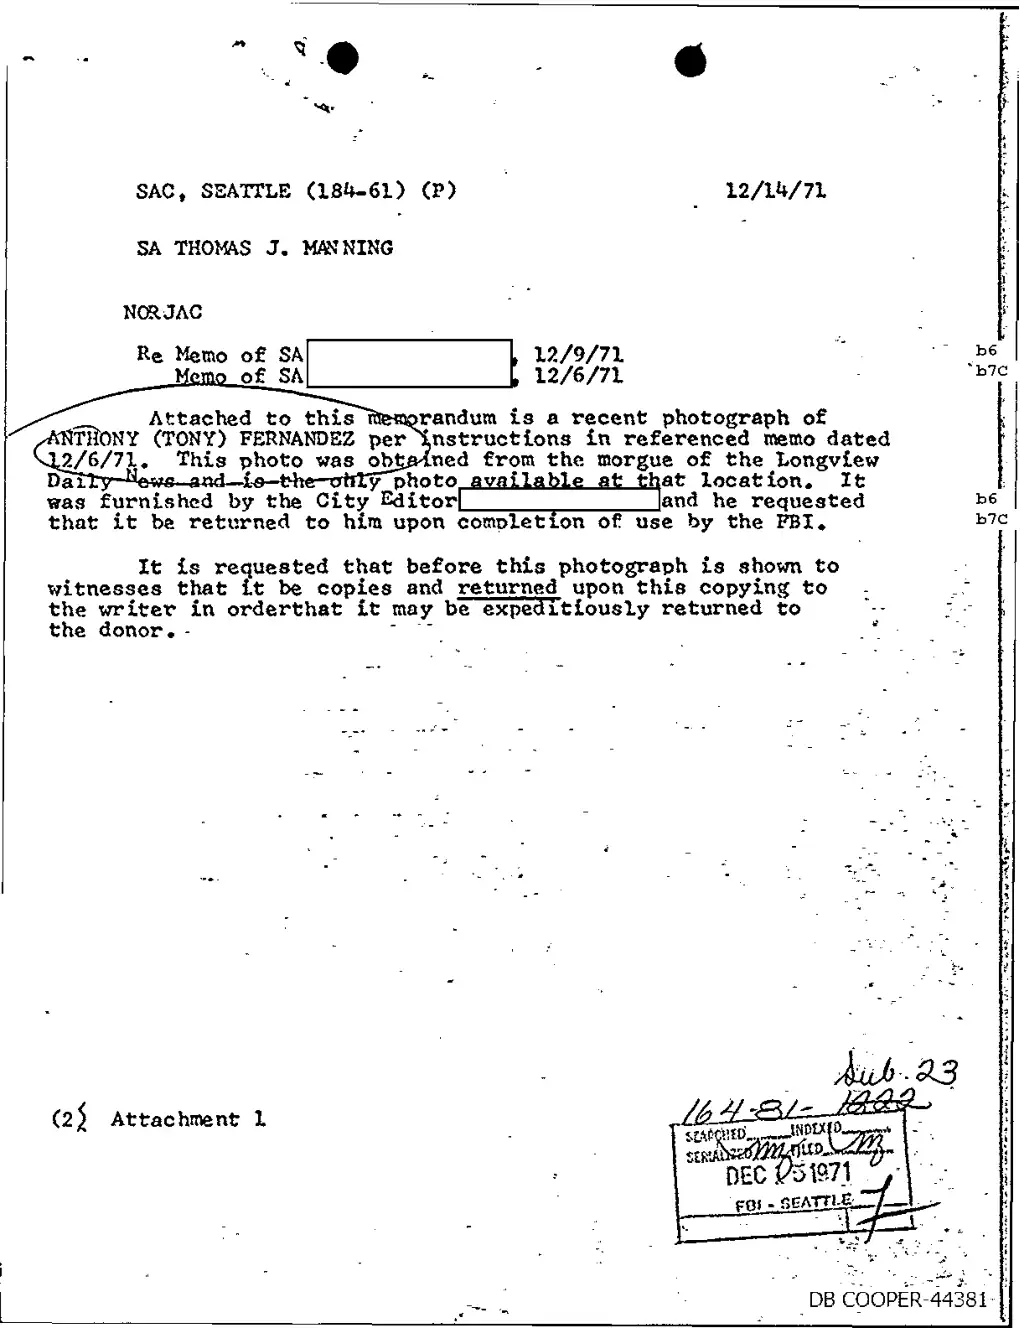 SAC, SEATTLE (184-61) (P) 12/14/71
SA THOMAS J. MANNING
NORJAC
Re Memo of SA , 12/9/71
Memo of SA , 12/6/71
b6
b7C
Attached to this memorandum is a recent photograph of
ANTHONY (TONY) FERNANDEZ per instructions in referenced memo dated
12/6/71. This photo was obtained from the morgue of the Longview
Daily News and is the only photo available at that location. It
was furnished by the City Editor and he requested
that it be returned to him upon completion of use by the FBI.
b6
b7C
It is requested that before this photograph is shown to
witnesses that it be copies and returned upon this copying to
the writer in orderthat it may be expeditiously returned to
the donor.
Sub. 23
164-81-1222
(2) Attachment 1
SEARCHED INDEXED
SERIALIZED FILED
DEC 1971
FBI - SEATTLE
7
DB COOPER-44381